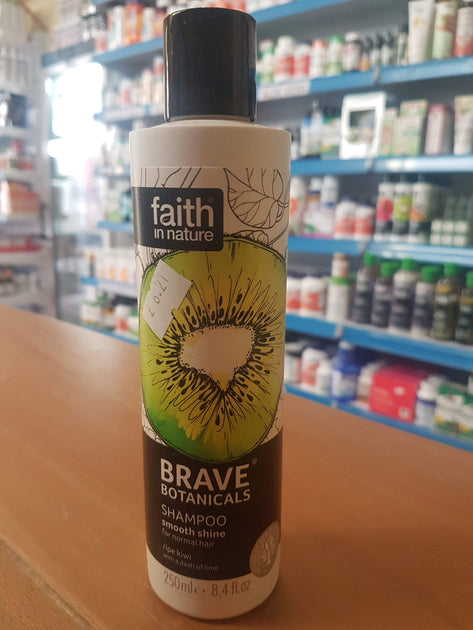 faith
in nature
BRAVE®
BOTANICALS
SHAMPOO
smooth shine
for normal hair
ripe kiwi
with a dash of lime
250ml e 8.4 fl.oz